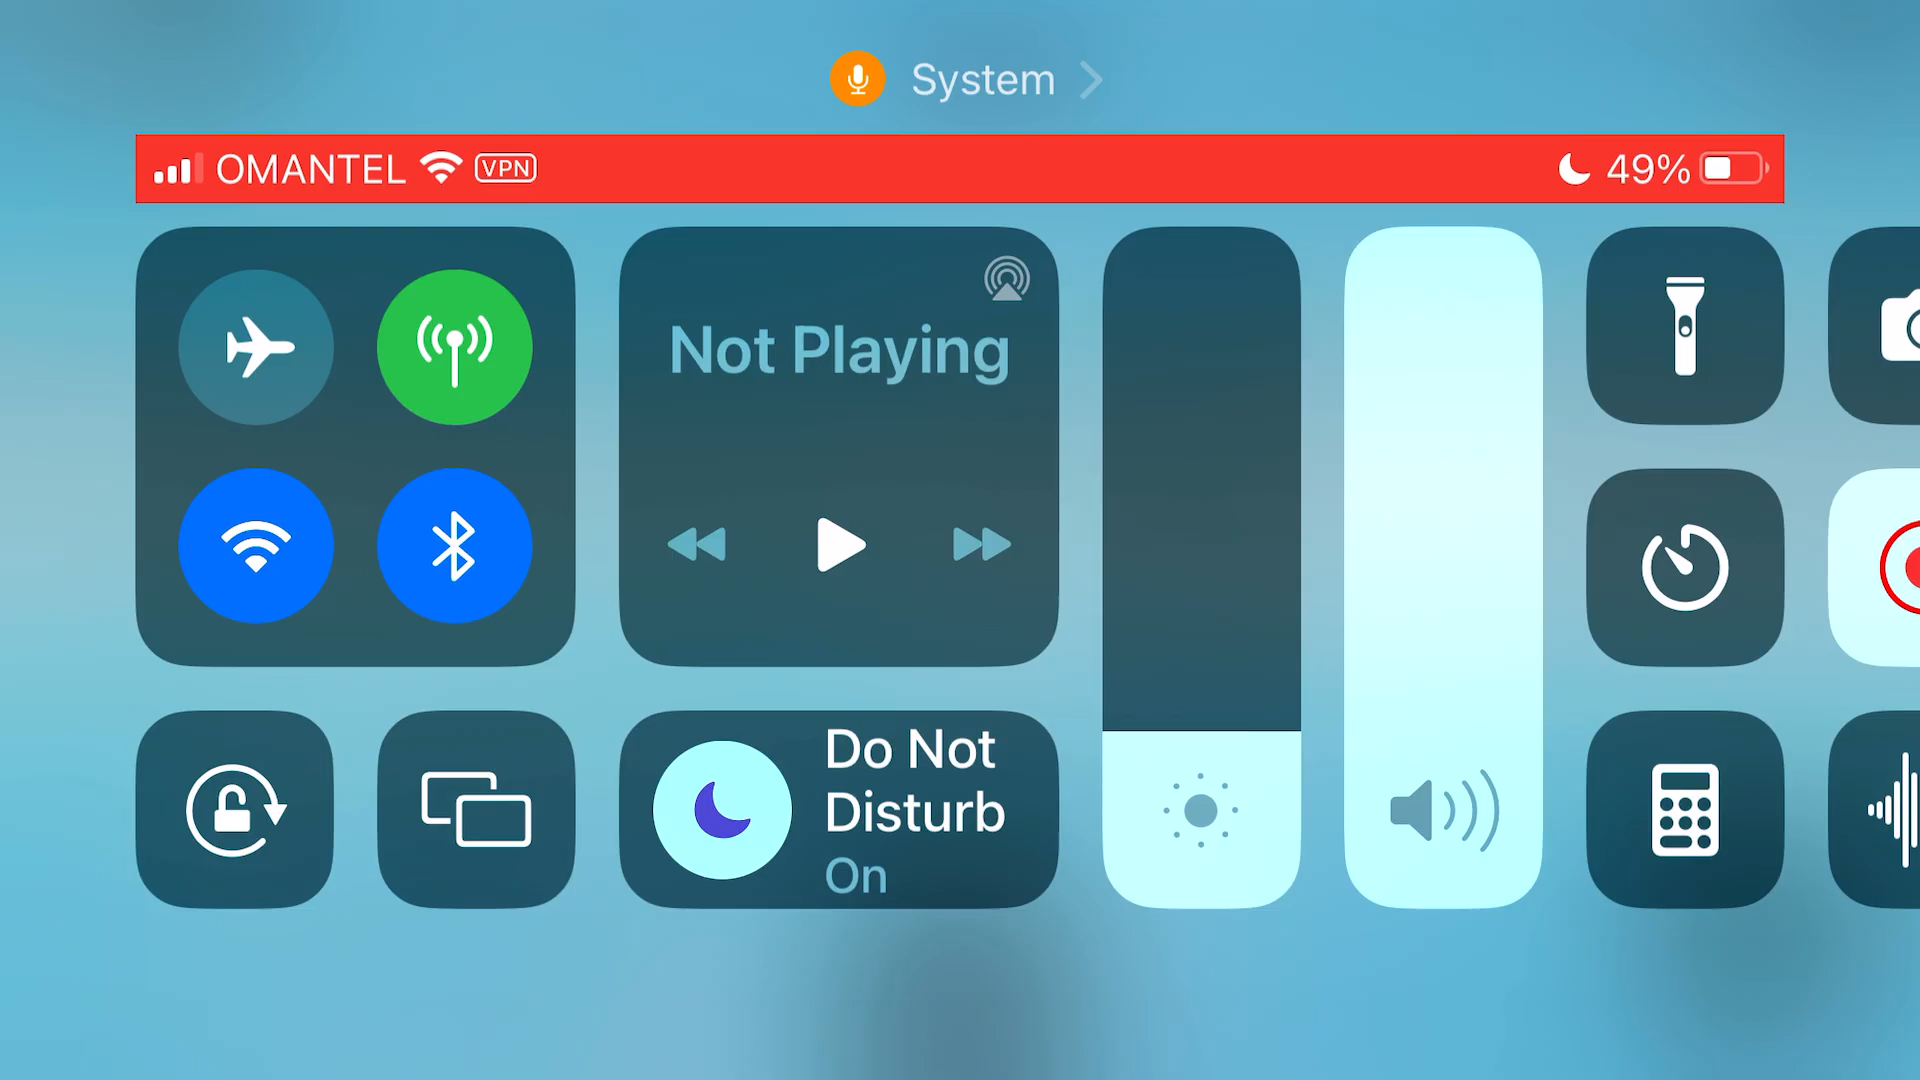 System
OMANTEL VPN 49%
Not Playing
Do Not
Disturb
On